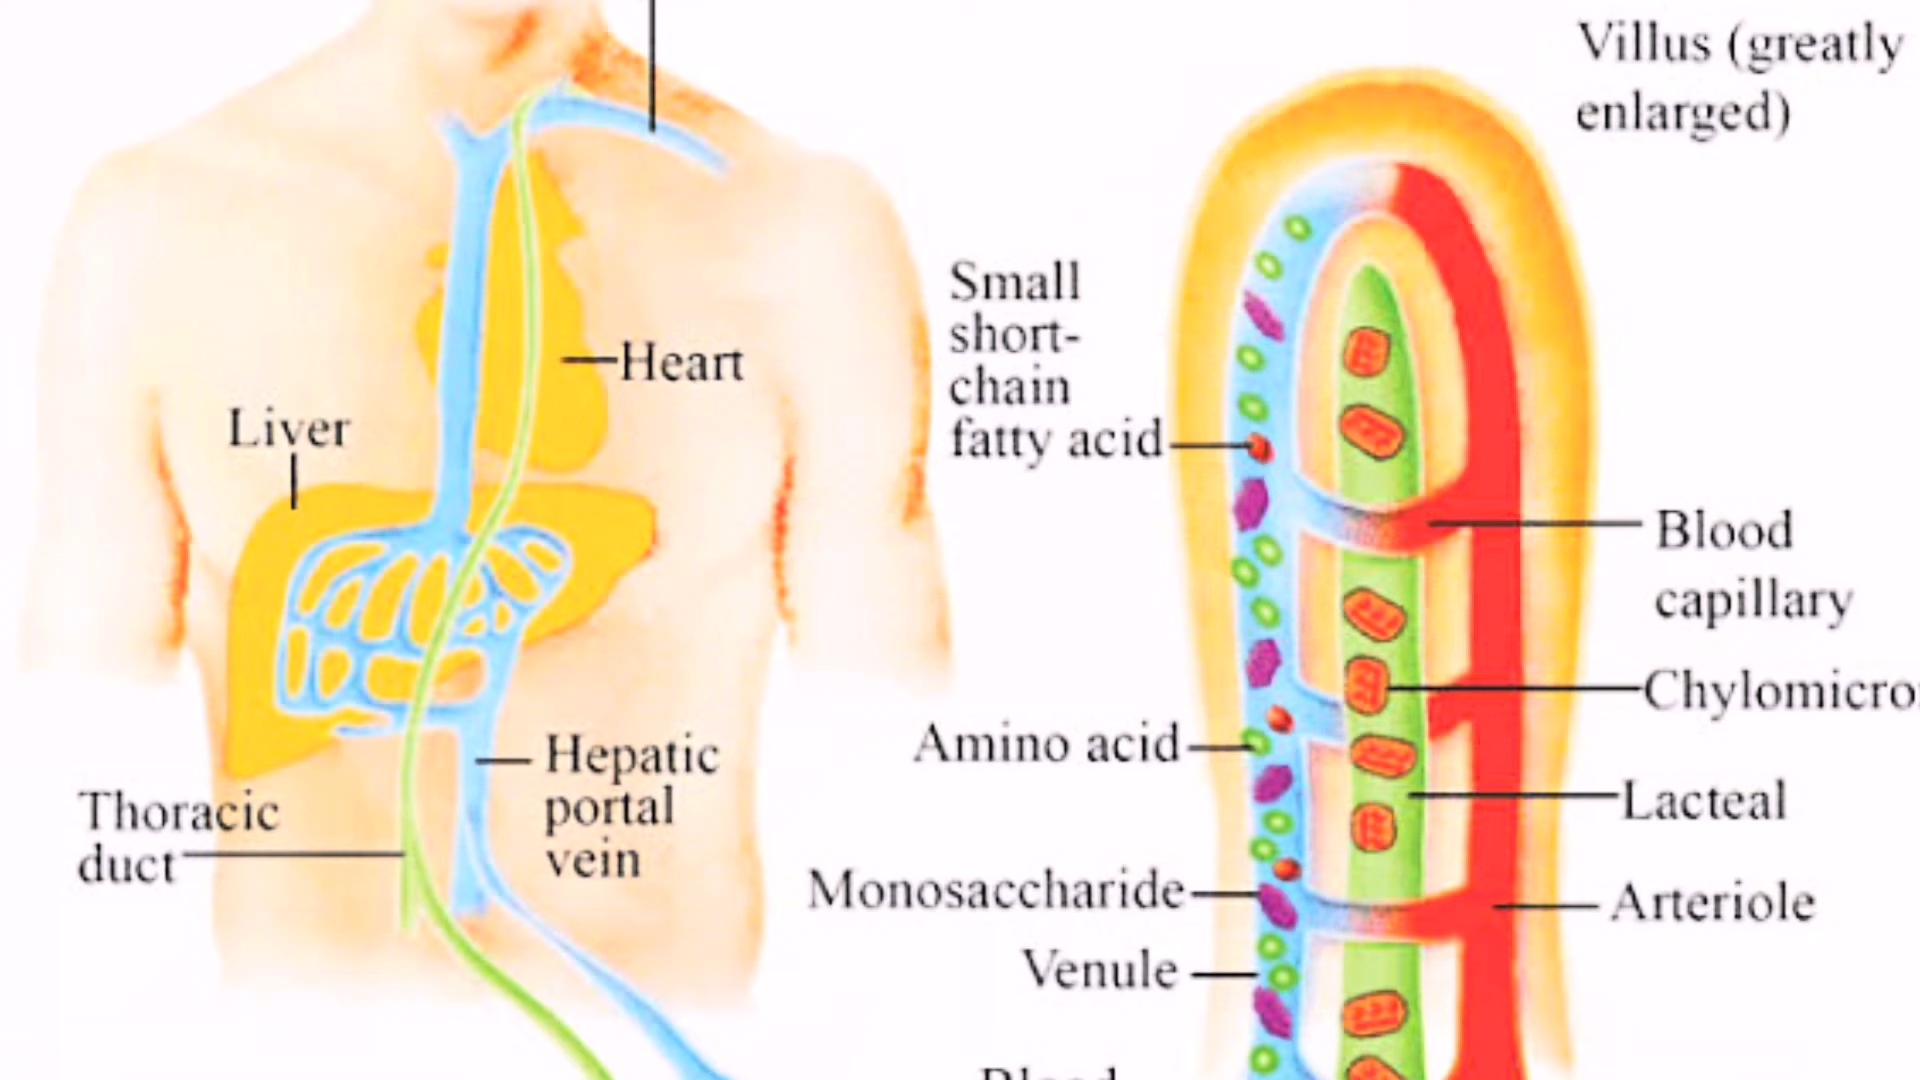 Villus (greatly
enlarged)
Small
short-
chain
fatty acid
Heart
Liver
Blood
capillary
Chylomicro
Amino acid
Hepatic
portal
vein
Thoracic
duct
Lacteal
Monosaccharide
Arteriole
Venule
Blood